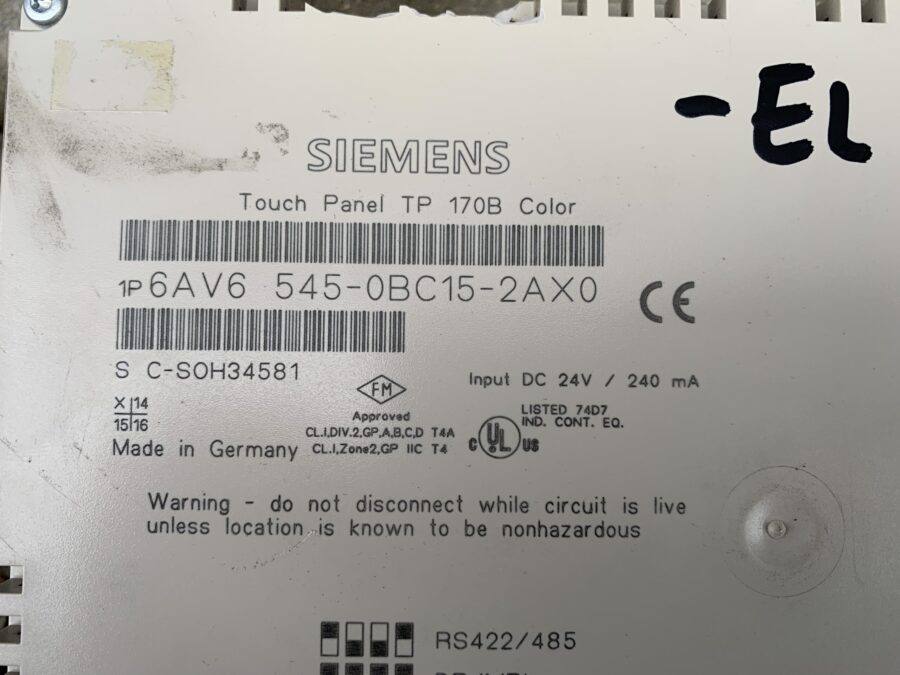 -EL
SIEMENS
Touch Panel TP 170B Color
1P 6AV6 545-0BC15-2AX0
CE
S C-SOH34581
Input DC 24V / 240 mA
FM
Approved
CL.I,DIV.2,GP.A,B,C,D T4A
CL.I,Zone2,GP IIC T4
X 14
15 16
C UL US
LISTED 74D7
IND. CONT. EQ.
Made in Germany
Warning - do not disconnect while circuit is live
unless location is known to be nonhazardous
RS422/485